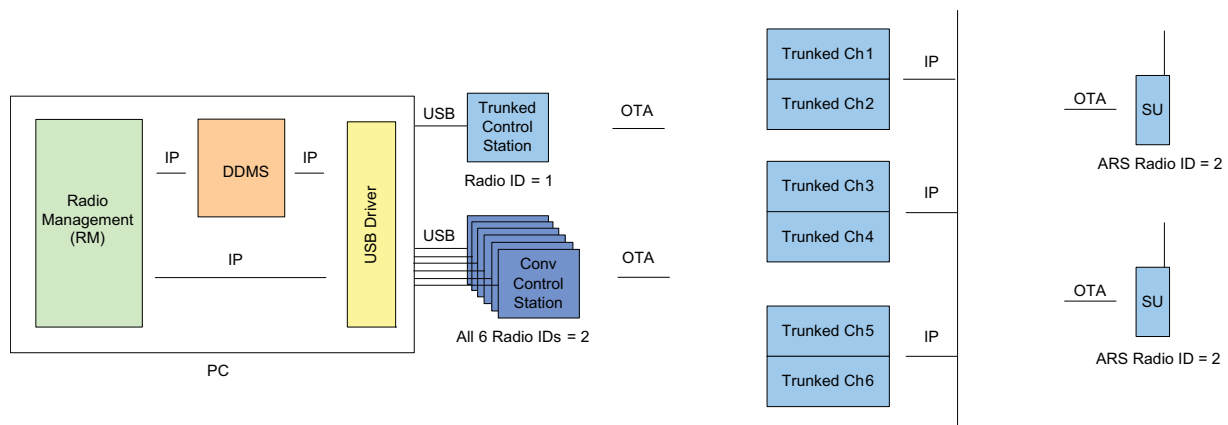 Radio
Management
(RM)
IP
DDMS
IP
IP
USB Driver
PC
USB
Trunked
Control
Station
Radio ID = 1
USB
Conv
Control
Station
All 6 Radio IDs = 2
OTA
OTA
Trunked Ch1
Trunked Ch2
IP
Trunked Ch3
Trunked Ch4
IP
Trunked Ch5
Trunked Ch6
IP
OTA
SU
ARS Radio ID = 2
OTA
SU
ARS Radio ID = 2